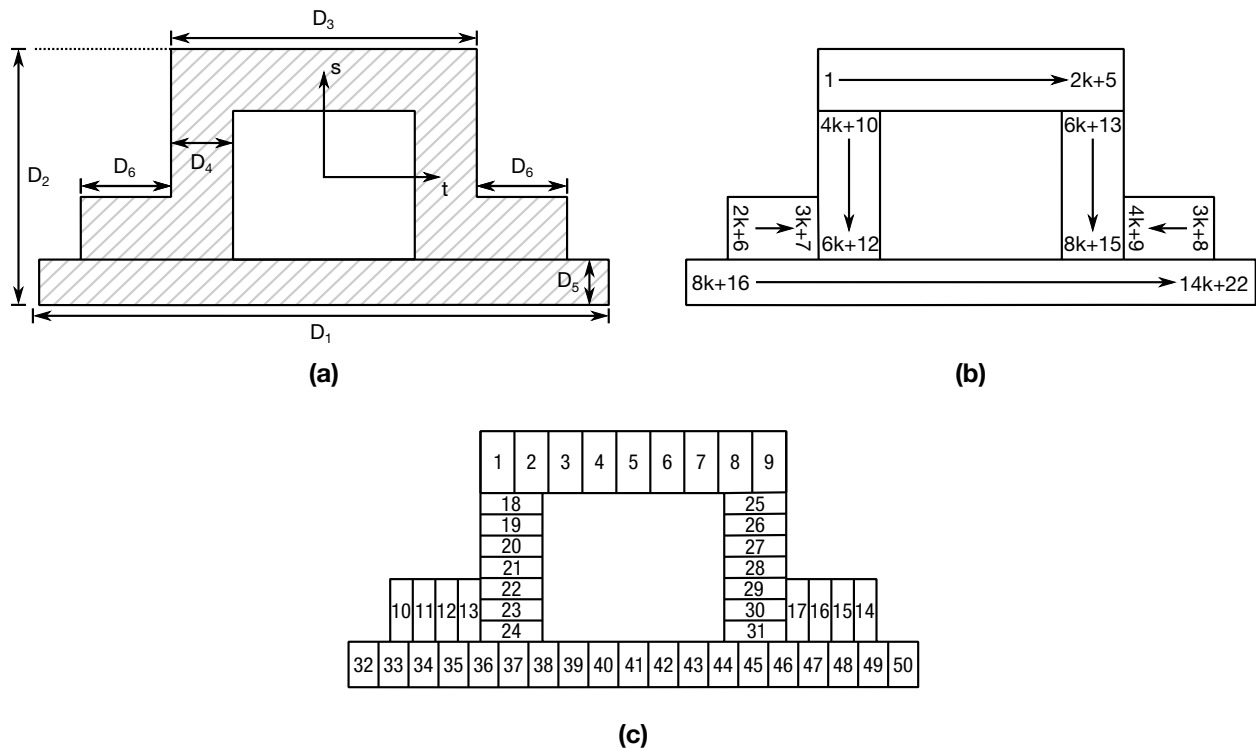 D₃
s
D₄
D₂
D₆
D₆
t
D₅
D₁
(a)
1 2k+5
4k+10 6k+13
2k+6 3k+7 4k+9 3k+8
6k+12 8k+15
8k+16 14k+22
(b)
1 2 3 4 5 6 7 8 9
18 25
19 26
20 27
21 28
22 29
10 11 12 13 23 30 17 16 15 14
24 31
32 33 34 35 36 37 38 39 40 41 42 43 44 45 46 47 48 49 50
(c)